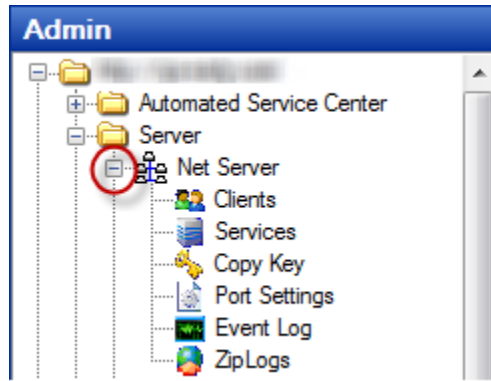 Admin
Automated Service Center
Server
Net Server
Clients
Services
Copy Key
Port Settings
Event Log
ZipLogs